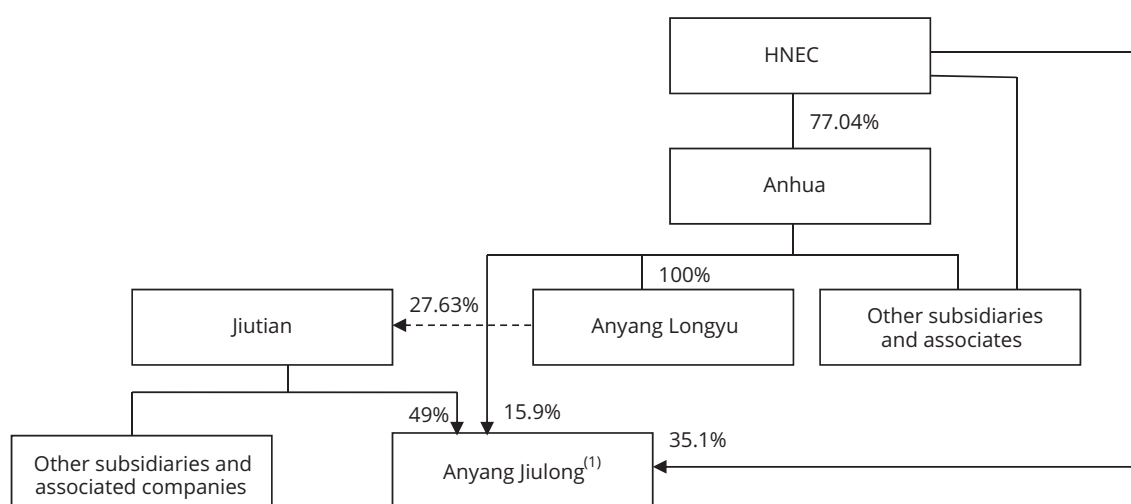 HNEC
77.04%
Anhua
100%
27.63%
Jiutian
Anyang Longyu
Other subsidiaries
and associates
49%
15.9%
35.1%
Other subsidiaries and
associated companies
Anyang Jiulong(1)